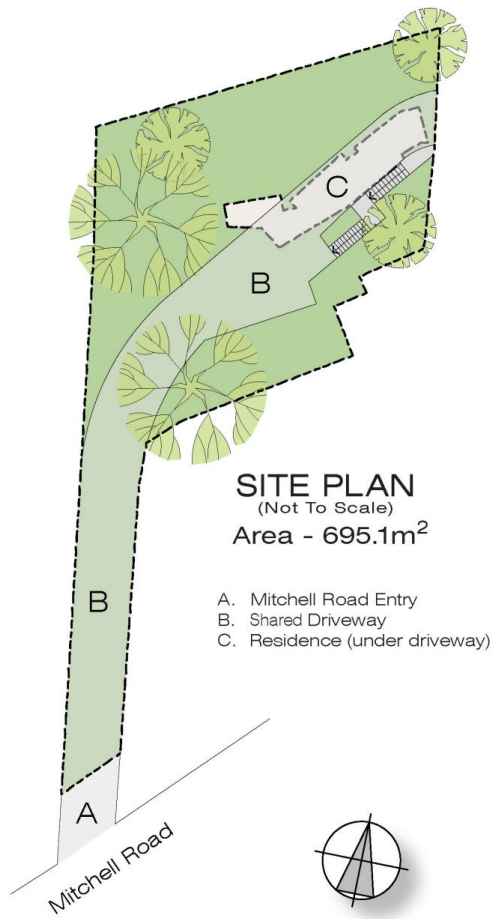 C
B
SITE PLAN
(Not To Scale)
Area - 695.1m²
B
A. Mitchell Road Entry
B. Shared Driveway
C. Residence (under driveway)
A
Mitchell Road